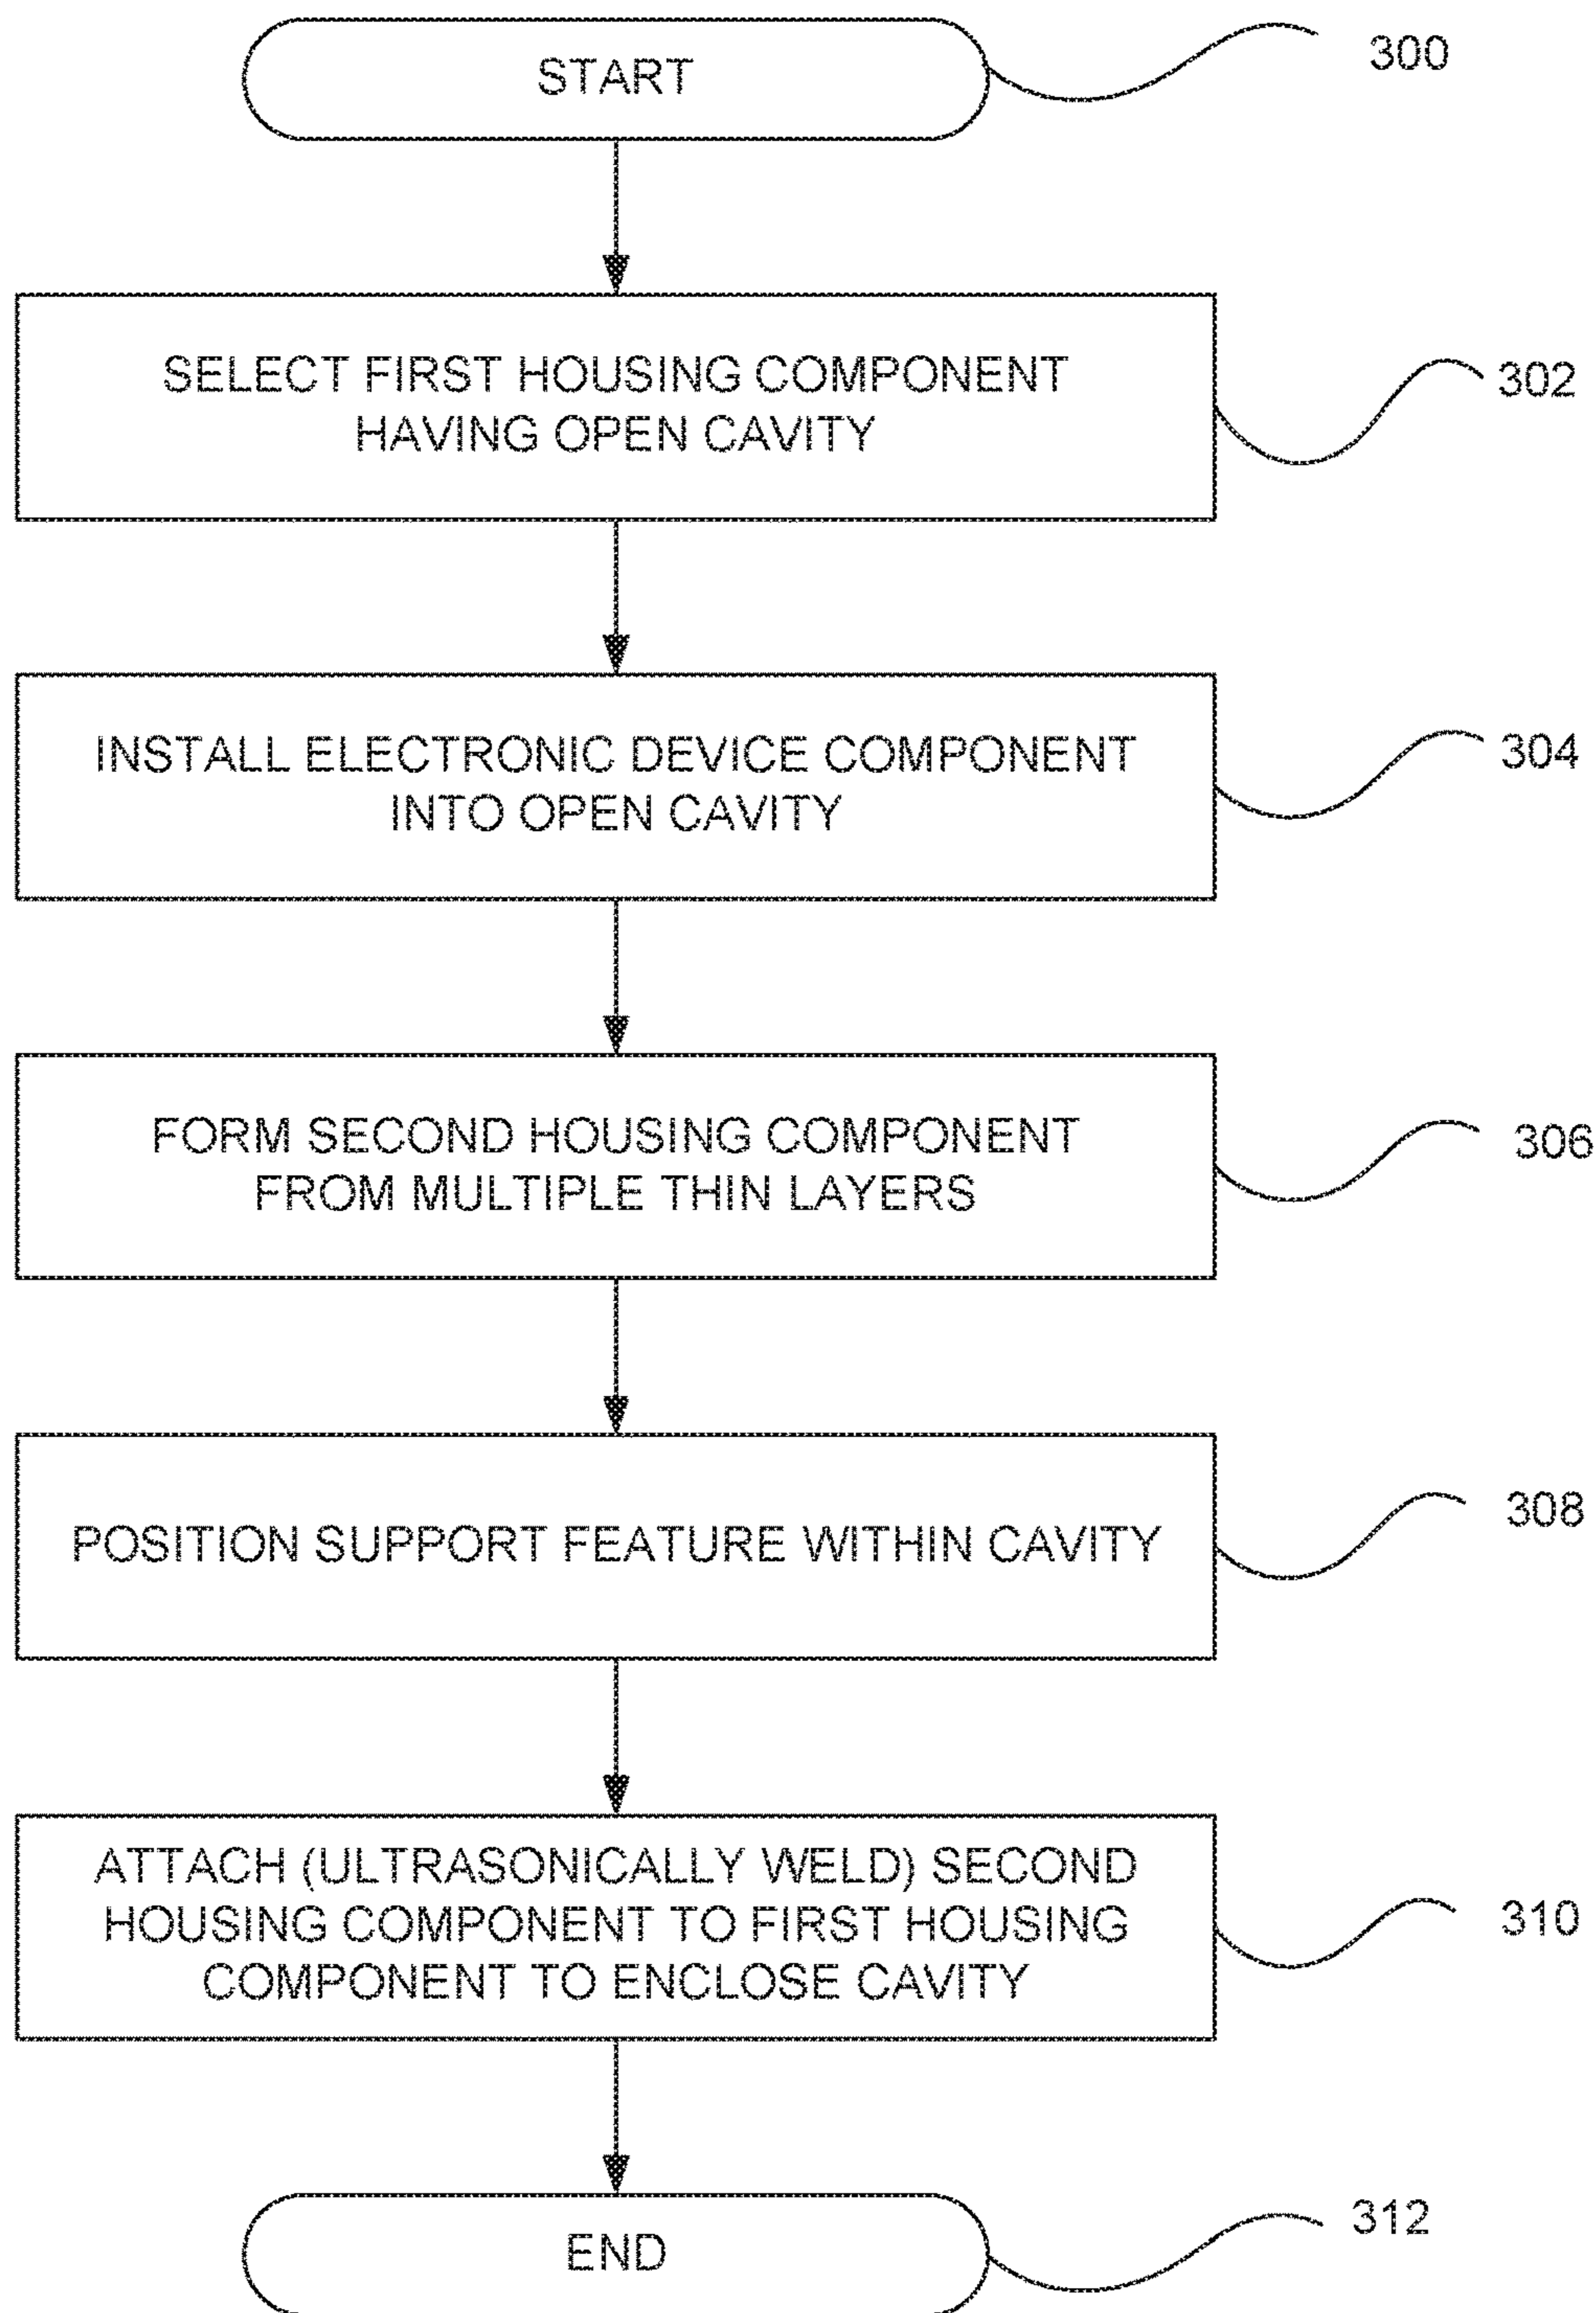 START
300
SELECT FIRST HOUSING COMPONENT
HAVING OPEN CAVITY
302
INSTALL ELECTRONIC DEVICE COMPONENT
INTO OPEN CAVITY
304
FORM SECOND HOUSING COMPONENT
FROM MULTIPLE THIN LAYERS
306
POSITION SUPPORT FEATURE WITHIN CAVITY
308
ATTACH (ULTRASONICALLY WELD) SECOND
HOUSING COMPONENT TO FIRST HOUSING
COMPONENT TO ENCLOSE CAVITY
310
END
312